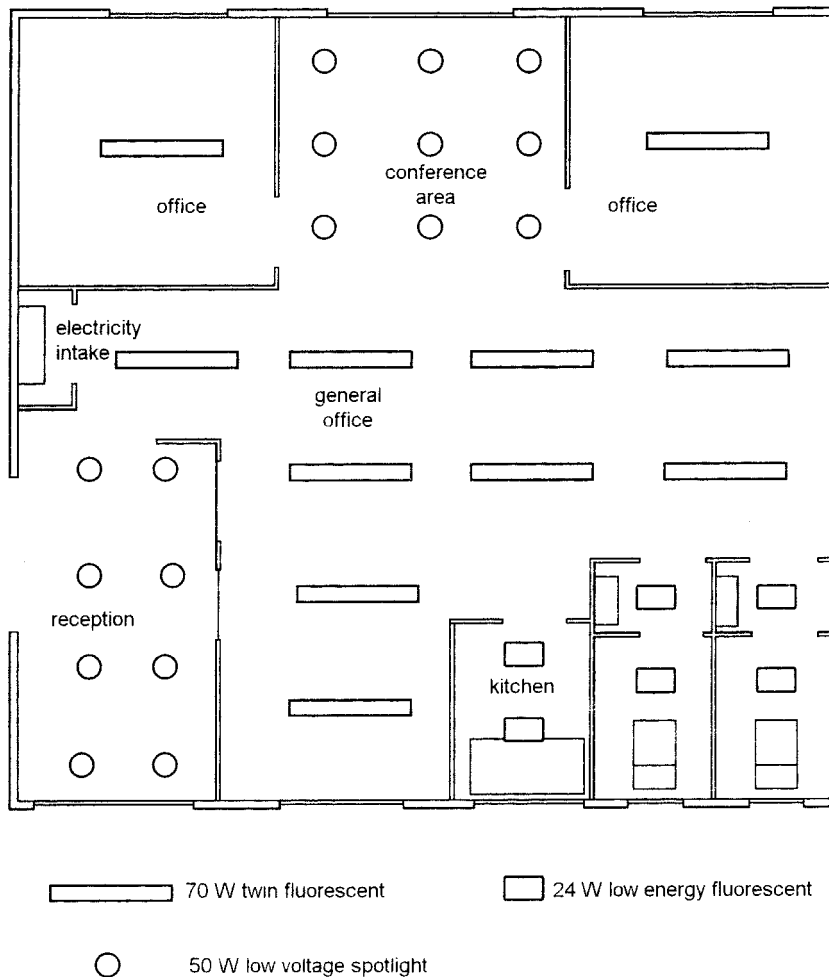 office
conference
area
office
electricity
intake
general
office
reception
kitchen
70 W twin fluorescent
24 W low energy fluorescent
50 W low voltage spotlight